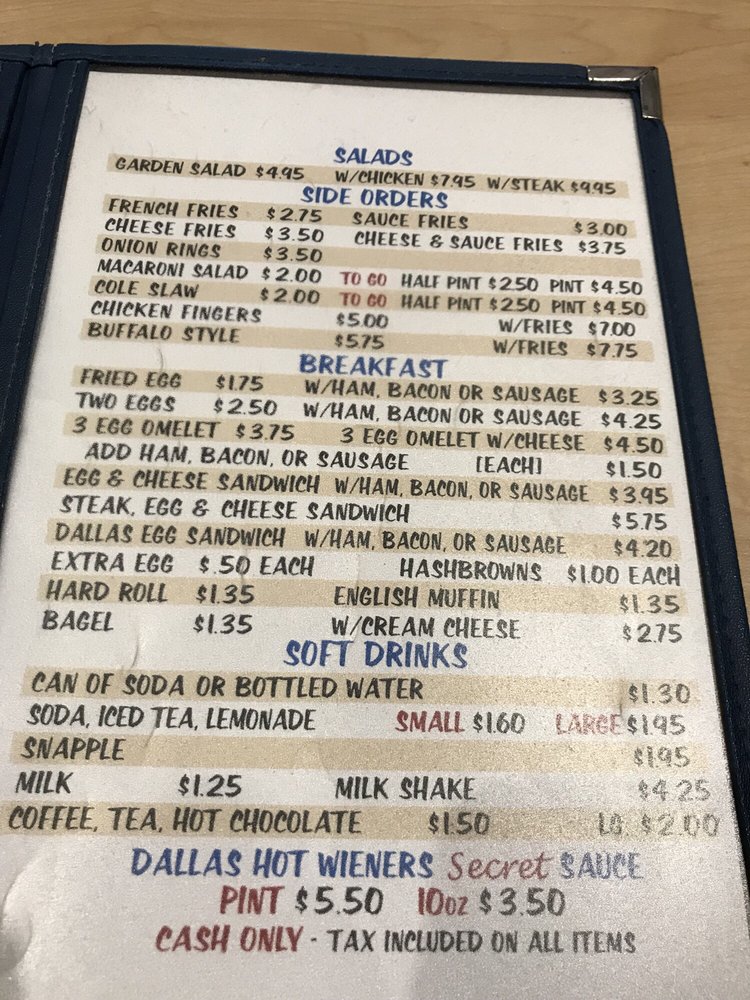 SALADS
GARDEN SALAD $4.95 W/CHICKEN $7.95 W/STEAK $9.95
SIDE ORDERS
FRENCH FRIES $2.75 SAUCE FRIES $3.00
CHEESE FRIES $3.50 CHEESE & SAUCE FRIES $3.75
ONION RINGS $3.50
MACARONI SALAD $2.00 TO GO HALF PINT $2.50 PINT $4.50
COLE SLAW $2.00 TO GO HALF PINT $2.50 PINT $4.50
CHICKEN FINGERS $5.00 W/FRIES $7.00
BUFFALO STYLE $5.75 W/FRIES $7.75
BREAKFAST
FRIED EGG $1.75 W/HAM, BACON OR SAUSAGE $3.25
TWO EGGS $2.50 W/HAM, BACON OR SAUSAGE $4.25
3 EGG OMELET $3.75 3 EGG OMELET W/CHEESE $4.50
ADD HAM, BACON, OR SAUSAGE [EACH] $1.50
EGG & CHEESE SANDWICH W/HAM, BACON, OR SAUSAGE $3.95
STEAK, EGG & CHEESE SANDWICH $5.75
DALLAS EGG SANDWICH W/HAM, BACON, OR SAUSAGE $4.20
EXTRA EGG $.50 EACH HASHBROWNS $1.00 EACH
HARD ROLL $1.35 ENGLISH MUFFIN $1.35
BAGEL $1.35 W/CREAM CHEESE $2.75
SOFT DRINKS
CAN OF SODA OR BOTTLED WATER $1.30
SODA, ICED TEA, LEMONADE SMALL $1.60 LARGE $1.95
SNAPPLE $1.95
MILK $1.25 MILK SHAKE $4.25
COFFEE, TEA, HOT CHOCOLATE $1.50 LG. $2.00
DALLAS HOT WIENERS Secret SAUCE
PINT $5.50 10oz $3.50
CASH ONLY - TAX INCLUDED ON ALL ITEMS